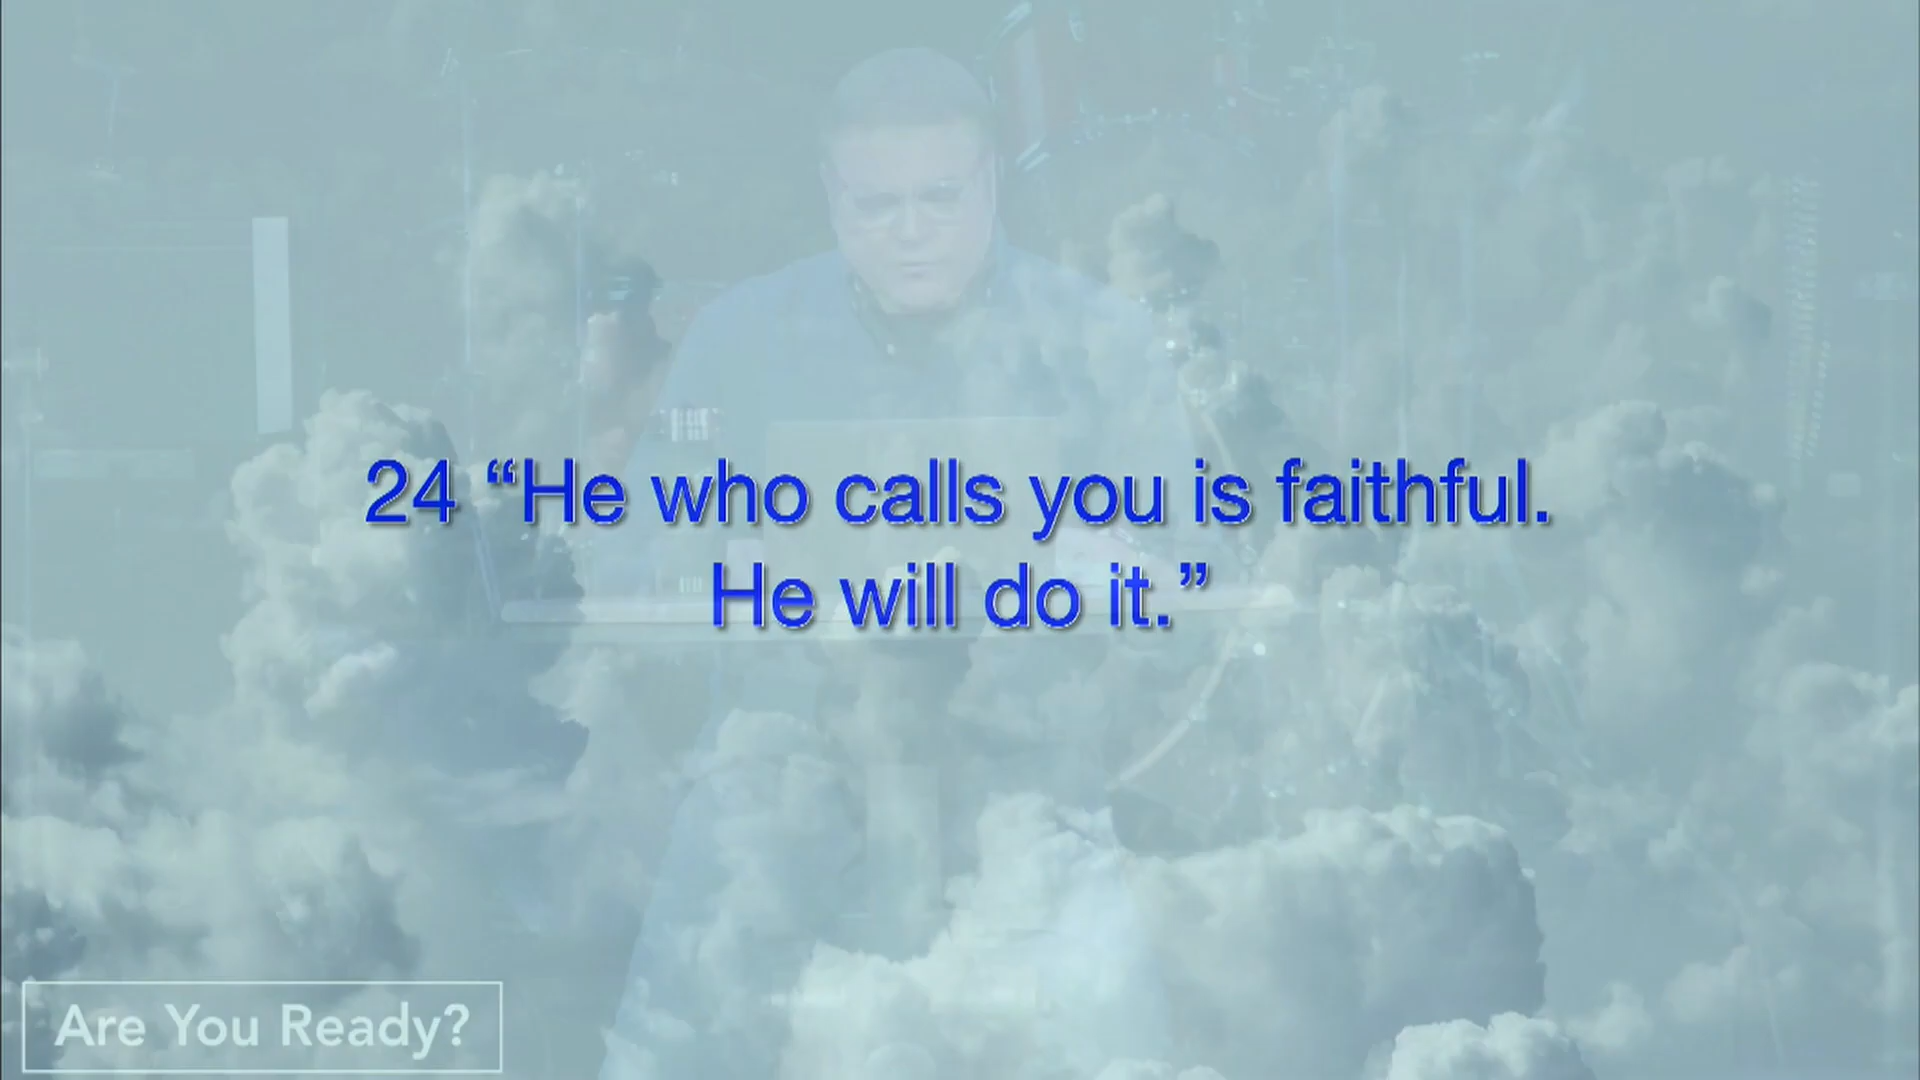 24 “He who calls you is faithful.
He will do it.”
Are You Ready?